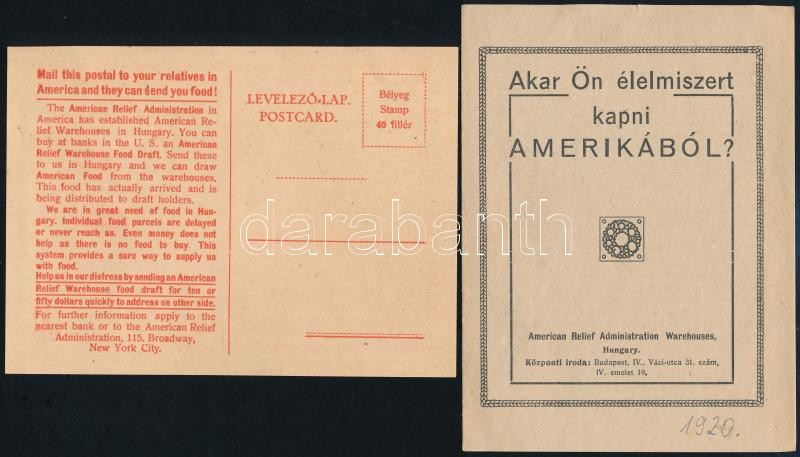 Mail this postal to your relatives in
America and they can śend you food!
The American Relief Administration in
America has established American Re-
lief Warehouses in Hungary. You can
buy at banks in the U. S. an American
Relief Warehouse Food Draft. Send these
to us in Hungary and we can draw
American Food from the warehouses.
This food has actually arrived and is
being distributed to draft holders.
We are in great need of food in Hun-
gary. Individual food parcels are delayed
or never reach us. Even money does not
help as there is no food to buy. This
system provides a sure way to supply us
with food.
Help us in our distress by sending an American
Relief Warehouse food draft for ten or
fifty dollars quickly to address on other side.
For further information apply to the
nearest bank or to the American Relief
Administration, 115. Broadway,
New York City.
LEVELEZŐ-LAP.
POSTCARD.
Bélyeg
Stamp
40 fillér
Akar Ön élelmiszert
kapni
AMERIKÁBÓL?
American Relief Administration Warehouses,
Hungary.
Központi iroda: Budapest, IV., Váci-utca 31. szám,
IV. emelet 19.
1920.
darabanth